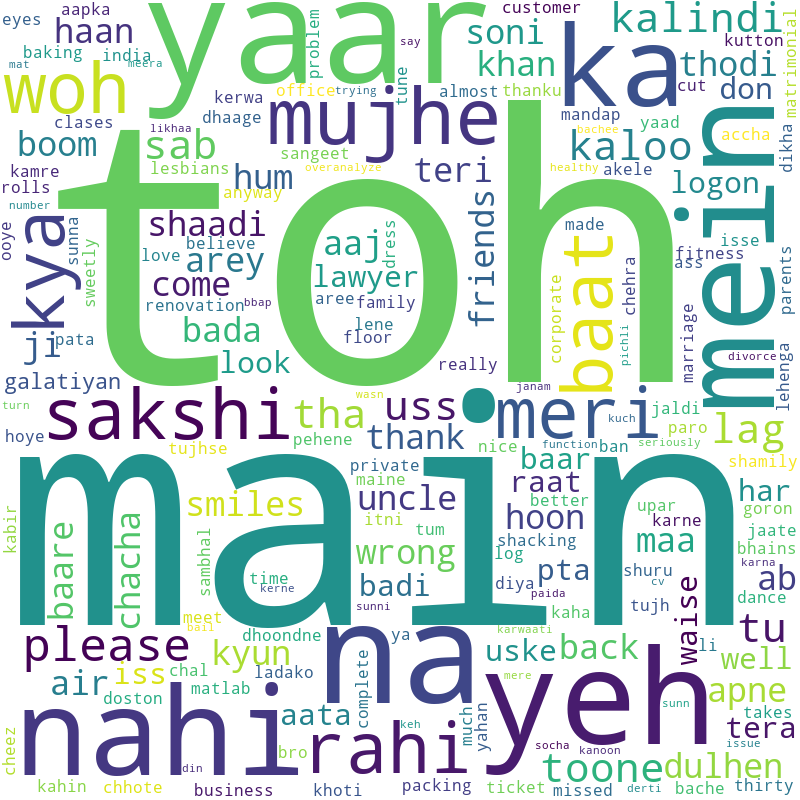 eyes
aapka
haan
baking
india
mat
meera
woh
clases
boom
kamre
likhaa
rolls
number
yaar
kerwa
dhaage
sab
lesbians
hum
office
trying
problem
say
sangeet
overanalyze
anyway
mujhe
tune
almost
teri
customer
soni
khan
thanku
bachee
healthy
ka
kaloo
mandap
yaad
akele
kalindi
thodi
cut
don
kutton
matrimonial
accha
logon
dikha
ooye
kya
sunna
sweetly
ji
pata
galatiyan
turn
hoye
toh
shaadi
believe
love
arey
come
renovation
bbap
bada
look
aaj
dress
lawyer
aree
family
lene
floor
friends
really
made
baat
corporate
chehra
pichli
isse
fitness
ass
mein
marriage
divorce
parents
lehenga
janam
sakshi
tha
uss
wasn
meri
kuch
jaldi
paro
lag
tujhse
pehene
thank
nice
function
ban
seriously
shamily
main
private
baar
maine
smiles
uncle
raat
better
upar
har
goron
itni
tum
hoon
karne
jaate
kabir
baare
chacha
sambhal
wrong
log
shacking
maa
bhains
time
badi
diya
pta
shuru
karna
ab
kerne
sunni
paida
kaha
tujh
cv
dance
meet
bail
please
dhoondne
na
ya
karwaati
waise
tu
kyun
uske
back
li
well
air
iss
chal
ladako
matlab
complete
mere
yeh
apne
doston
aata
sunn
takes
tera
nahi
rahi
keh
much
yahan
socha
kanoon
toone
issue
dulhen
cheez
din
bro
kahin
chhote
business
khoti
packing
ticket
missed
derti
bache
thirty